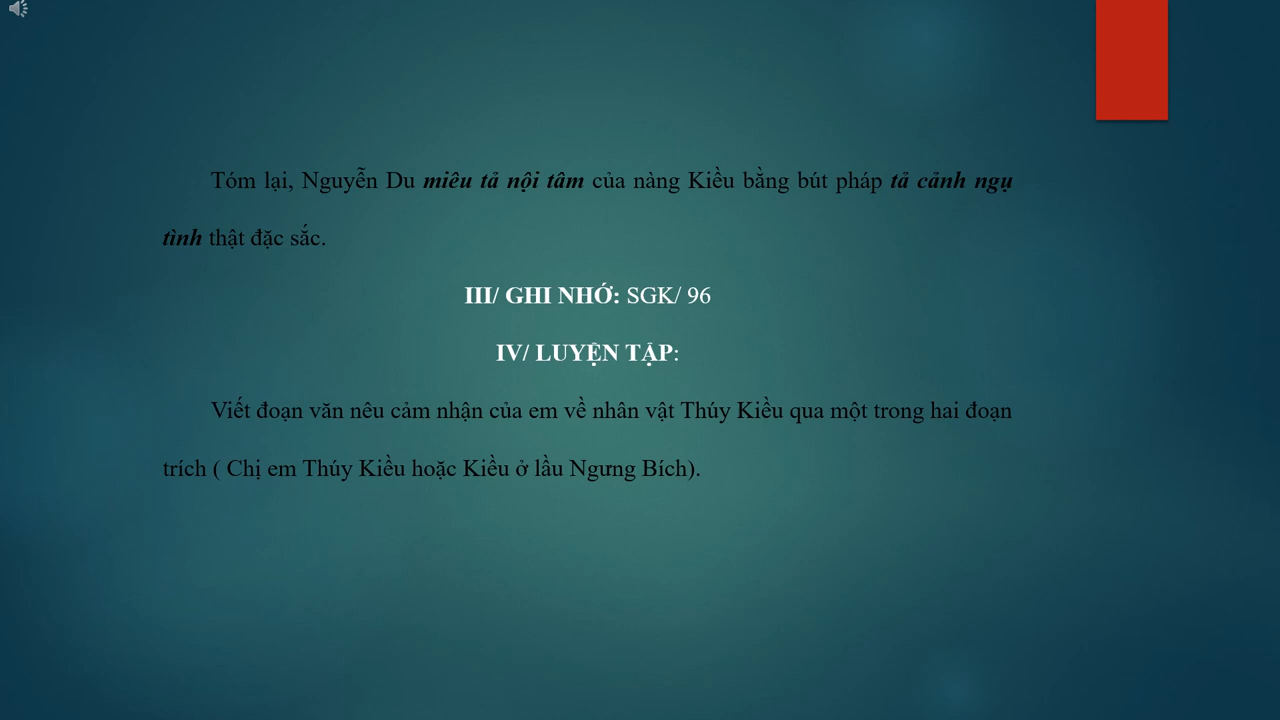 Tóm lại, Nguyễn Du miêu tả nội tâm của nàng Kiều bằng bút pháp tả cảnh ngụ
tình thật đặc sắc.
III/ GHI NHỚ: SGK/ 96
IV/ LUYỆN TẬP:
Viết đoạn văn nêu cảm nhận của em về nhân vật Thúy Kiều qua một trong hai đoạn
trích ( Chị em Thúy Kiều hoặc Kiều ở lầu Ngưng Bích).